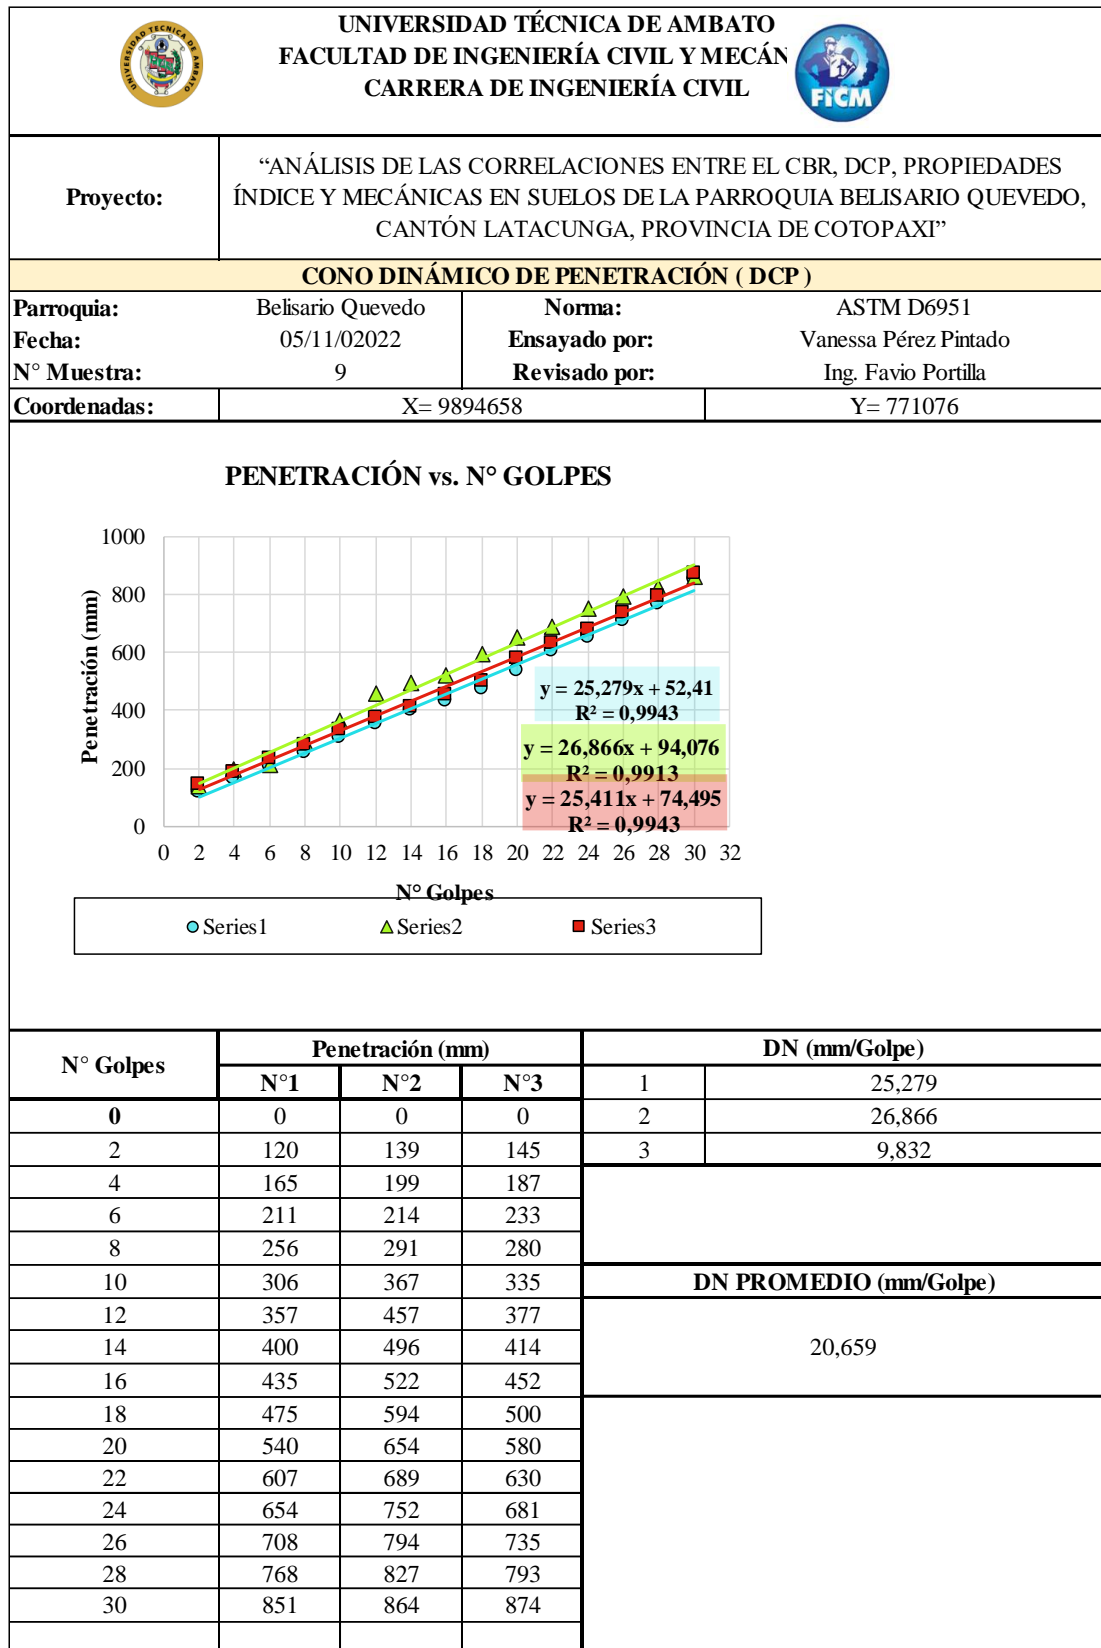 UNIVERSIDAD TÉCNICA DE AMBATO
FACULTAD DE INGENIERÍA CIVIL Y MECÁN
CARRERA DE INGENIERÍA CIVIL
UNIVERSIDAD TECNICA DE AMBATO
FICM
Proyecto:
“ANÁLISIS DE LAS CORRELACIONES ENTRE EL CBR, DCP, PROPIEDADES
ÍNDICE Y MECÁNICAS EN SUELOS DE LA PARROQUIA BELISARIO QUEVEDO,
CANTÓN LATACUNGA, PROVINCIA DE COTOPAXI”
CONO DINÁMICO DE PENETRACIÓN ( DCP )
Parroquia: Belisario Quevedo Norma: ASTM D6951
Fecha: 05/11/02022 Ensayado por: Vanessa Pérez Pintado
N° Muestra: 9 Revisado por: Ing. Favio Portilla
Coordenadas: X= 9894658 Y= 771076
PENETRACIÓN vs. N° GOLPES
Penetración (mm)
1000
800
600
400
200
0
y = 25,279x + 52,41
R² = 0,9943
y = 26,866x + 94,076
R² = 0,9913
y = 25,411x + 74,495
R² = 0,9943
0 2 4 6 8 10 12 14 16 18 20 22 24 26 28 30 32
N° Golpes
Series1 Series2 Series3
N° Golpes Penetración (mm) DN (mm/Golpe)
N°1 N°2 N°3 1 25,279
0 0 0 0 2 26,866
2 120 139 145 3 9,832
4 165 199 187
6 211 214 233
8 256 291 280
10 306 367 335 DN PROMEDIO (mm/Golpe)
12 357 457 377
14 400 496 414 20,659
16 435 522 452
18 475 594 500
20 540 654 580
22 607 689 630
24 654 752 681
26 708 794 735
28 768 827 793
30 851 864 874